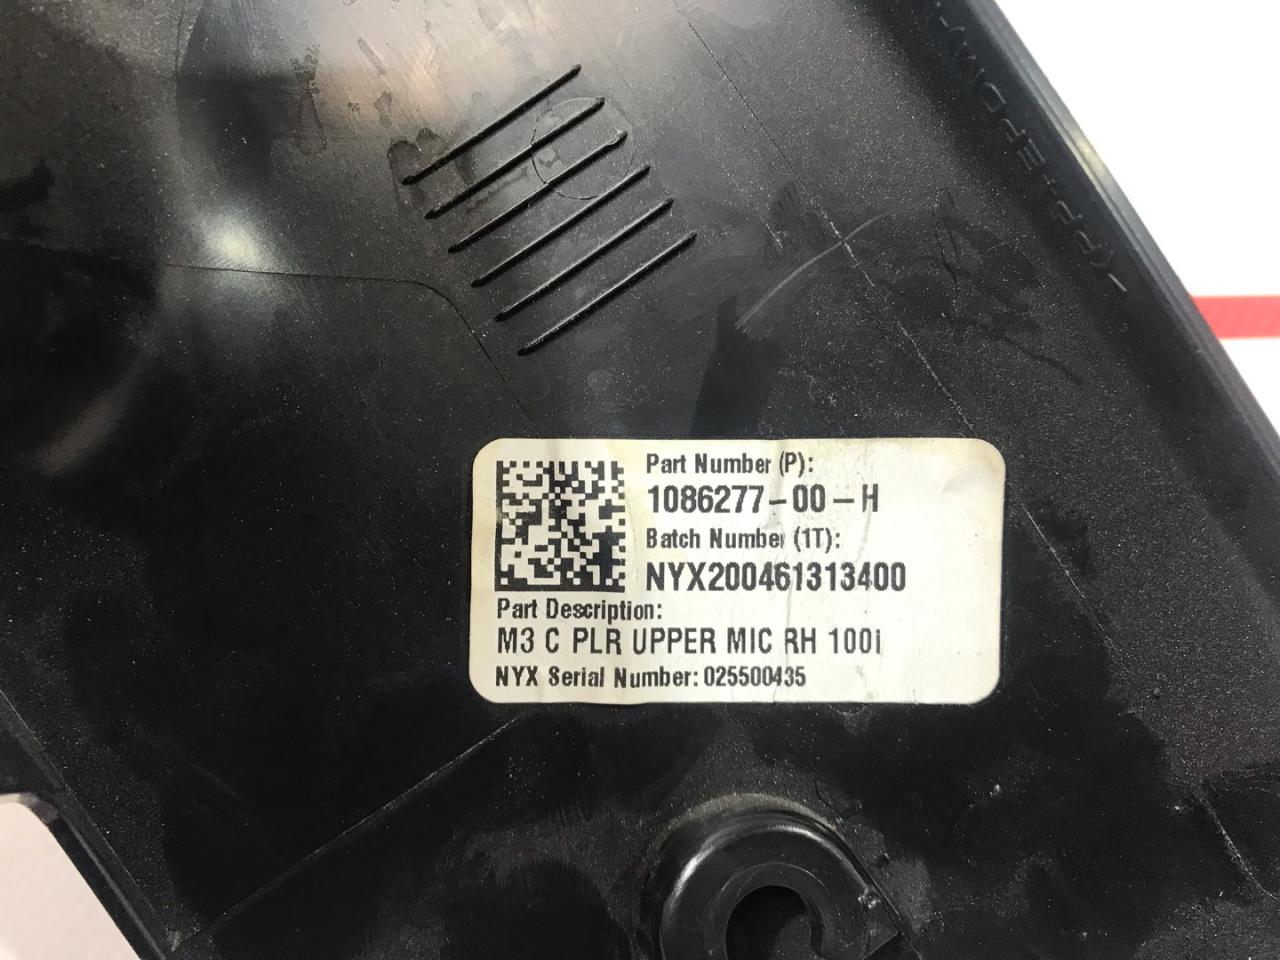 Part Number (P):
1086277-00-H
Batch Number (1T):
NYX200461313400
Part Description:
M3 C PLR UPPER MIC RH 100i
NYX Serial Number: 025500435